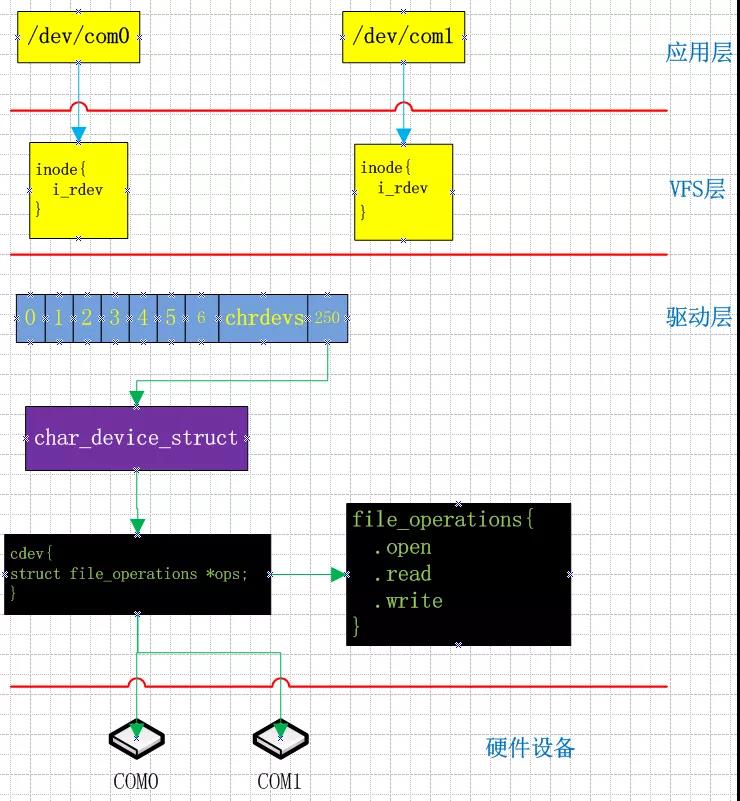 /dev/com0
/dev/com1
应用层
inode{
i_rdev
}
inode{
i_rdev
}
VFS层
0 1 2 3 4 5 6 chrdevs 250
驱动层
char_device_struct
cdev{
struct file_operations *ops;
}
file_operations{
.open
.read
.write
}
硬件设备
COM0
COM1